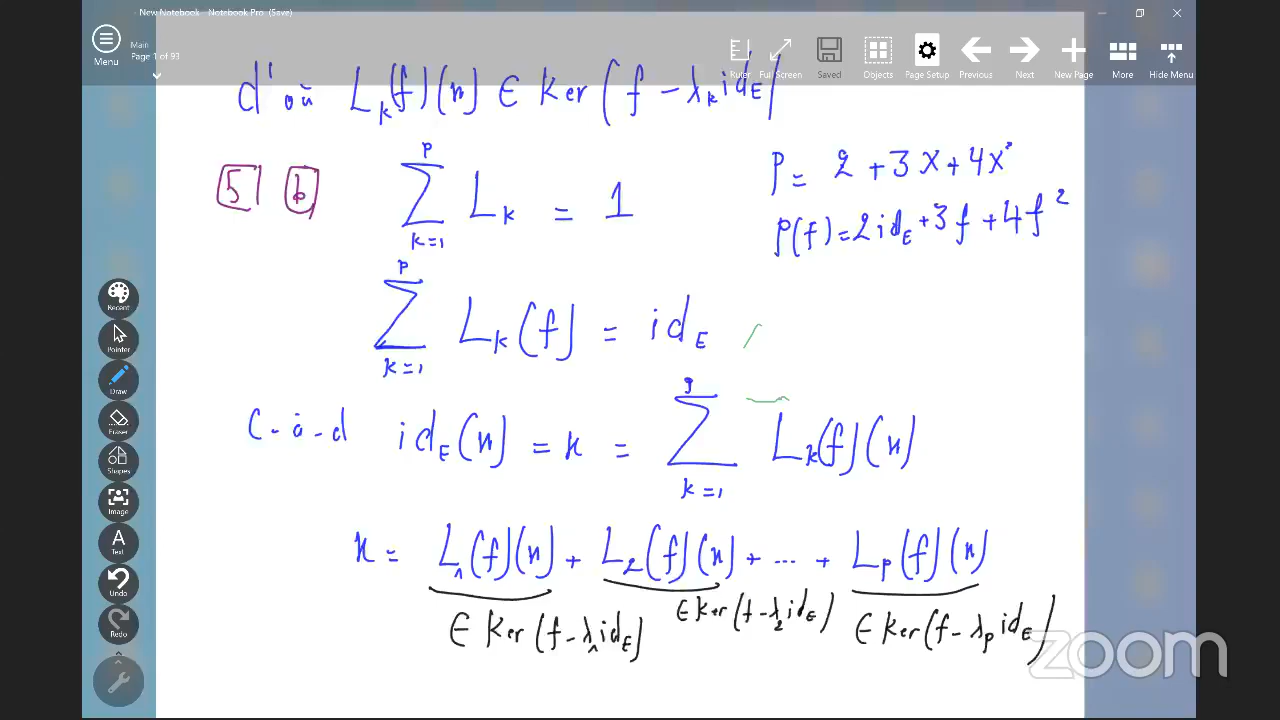 New Notebook - Notebook Pro (Save)
Menu
Main
Page 1 of 93
Ruler
Full Screen
Saved
Objects
Page Setup
Previous
Next
New Page
More
Hide Menu
d'où L_k(f)(x) ∈ Ker(f - λ_k id_E)
5 b
∑_{k=1}^{p} L_k = 1
P = 2 + 3X + 4X²
P(f) = 2id_E + 3f + 4f²
∑_{k=1}^{p} L_k(f) = id_E
c-à-d id_E(x) = x = ∑_{k=1}^{p} L_k(f)(x)
x = L_1(f)(x) + L_2(f)(x) + ... + L_p(f)(x)
∈ Ker(f - λ_1 id_E)
∈ Ker(f - λ_2 id_E)
∈ Ker(f - λ_p id_E)
Recent
Pointer
Draw
Eraser
Shapes
Image
A
Text
Undo
Redo
zoom